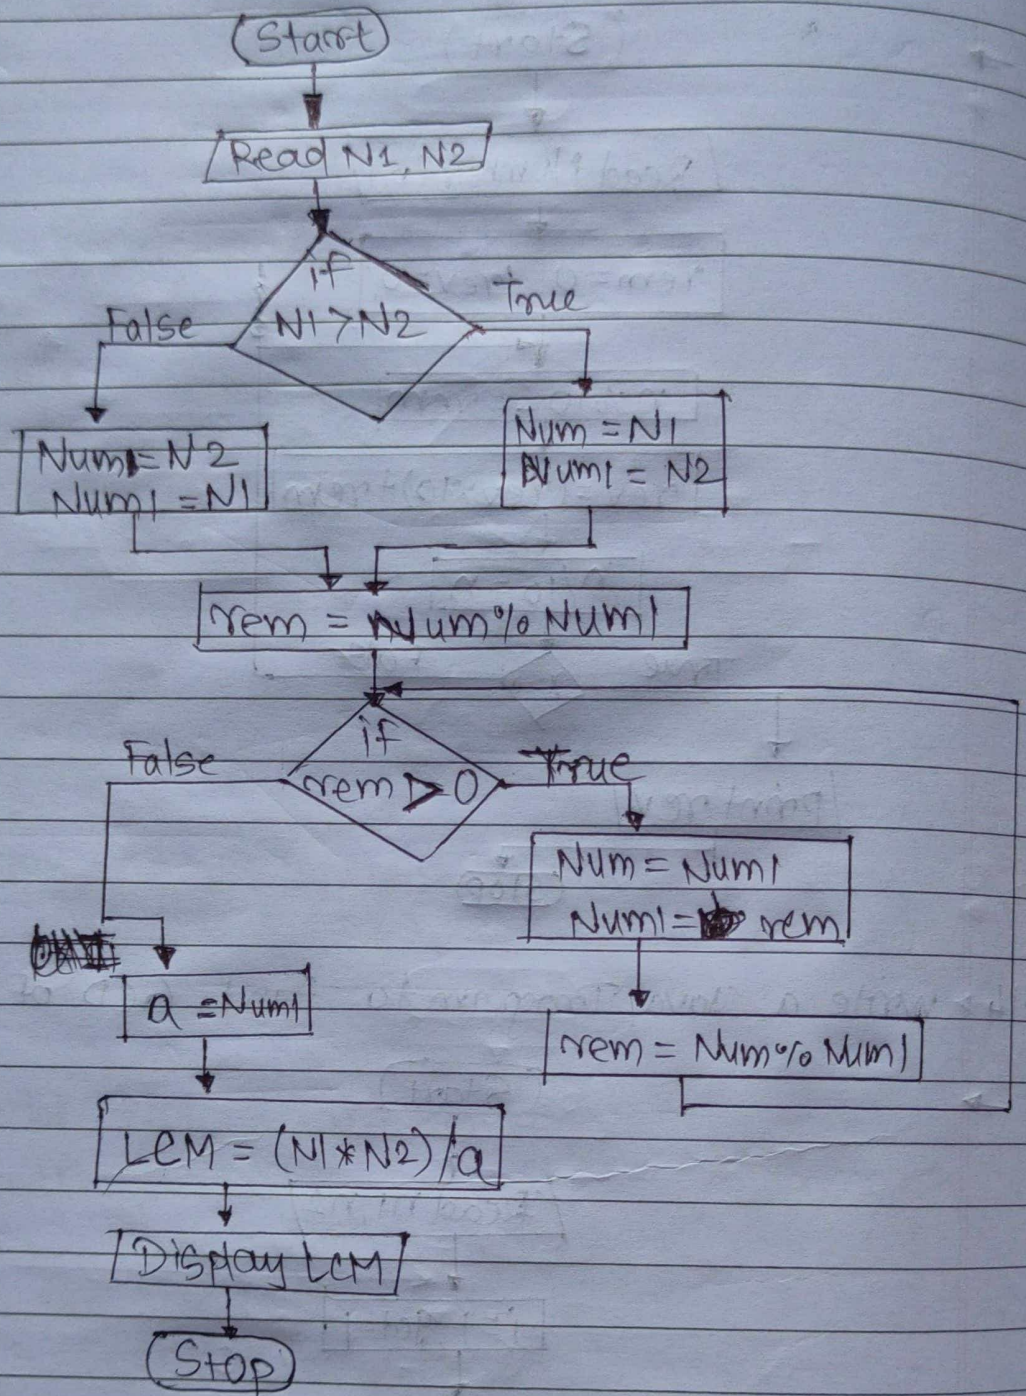 Start
Read N1, N2
if
N1>N2
True
False
Num = N1
Num1 = N2
Num = N2
Num1 = N1
rem = Num%Num1
if
rem > 0
False
True
Num = Num1
Num1 = rem
a = Num1
rem = Num%Num1
LCM = (N1*N2)/a
Display LCM
Stop